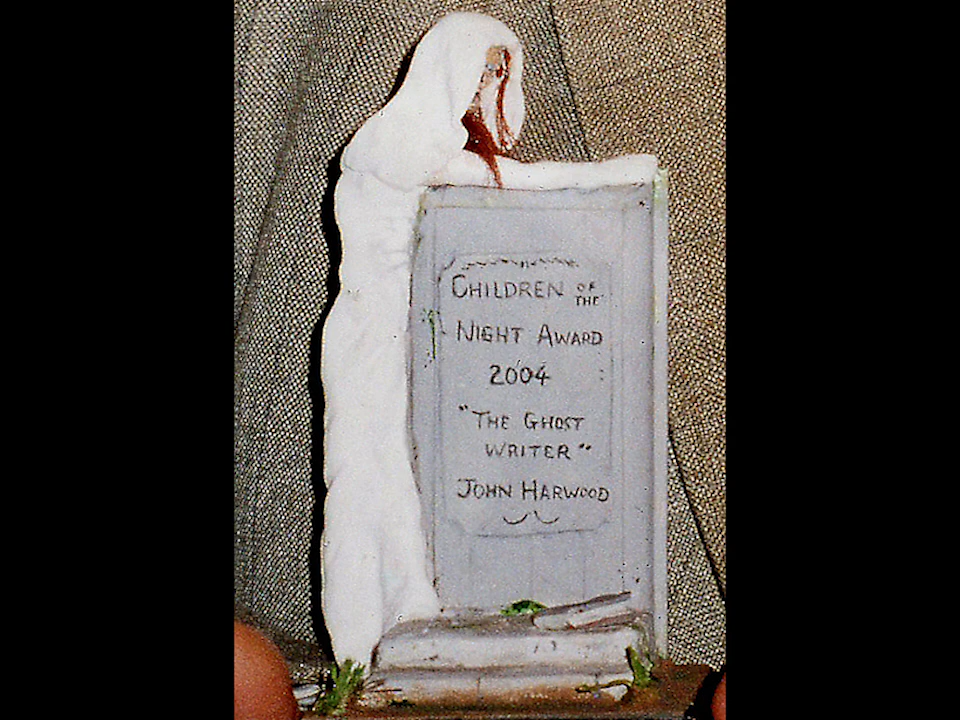 CHILDREN OF THE
NIGHT AWARD
2004
"THE GHOST
WRITER"
JOHN HARWOOD